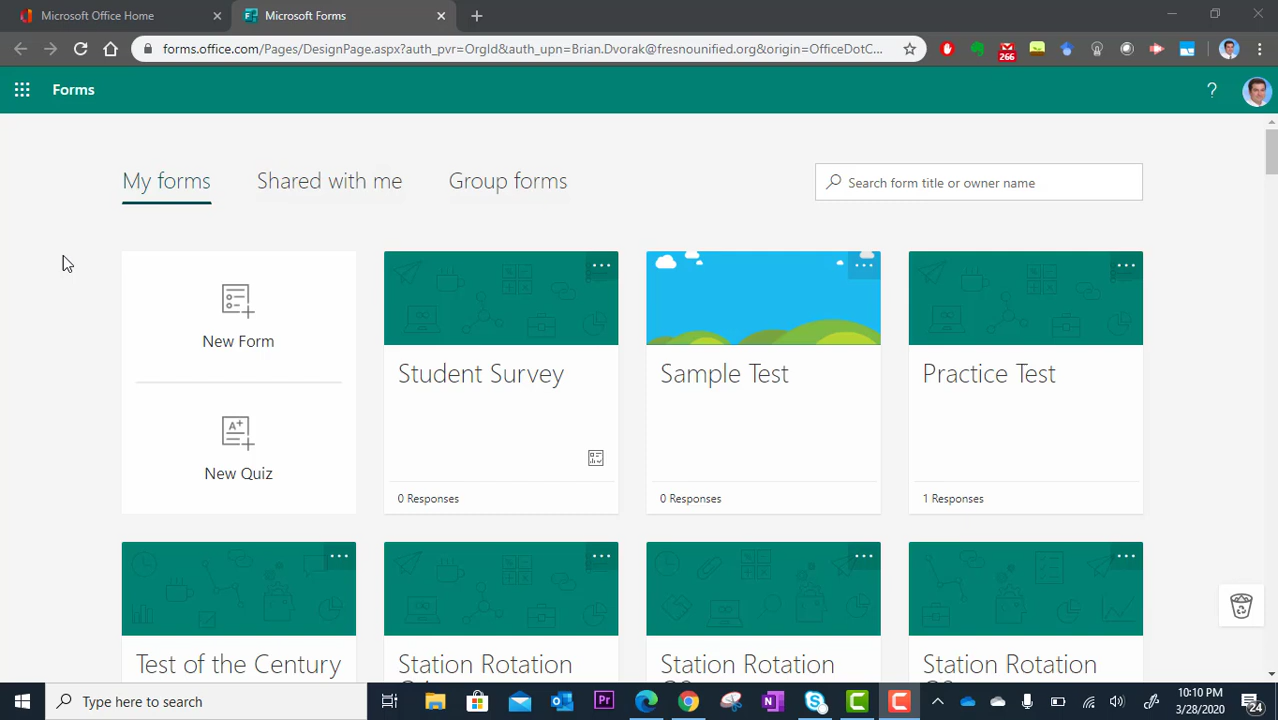 Microsoft Office Home
Microsoft Forms
forms.office.com/Pages/DesignPage.aspx?auth_pvr=OrgId&auth_upn=Brian.Dvorak@fresnounified.org&origin=OfficeDotC...
266
Forms
?
My forms
Shared with me
Group forms
Search form title or owner name
New Form
A+
New Quiz
Student Survey
0 Responses
Sample Test
0 Responses
Practice Test
1 Responses
Test of the Century
Station Rotation
Station Rotation
Station Rotation
Type here to search
Pr
10:10 PM
3/28/2020
24